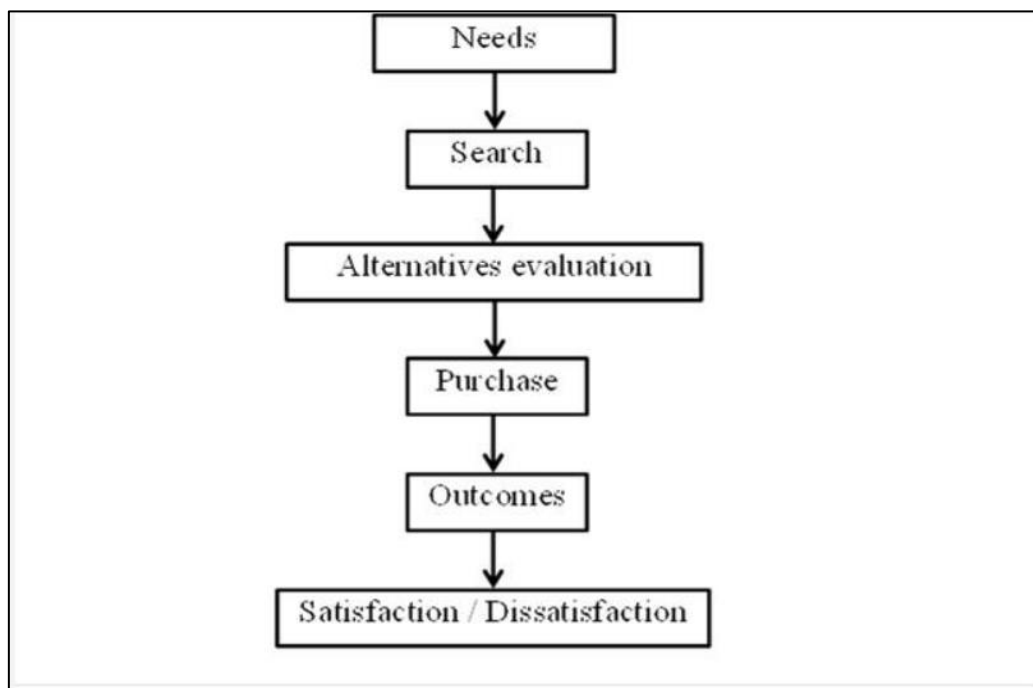 Needs
Search
Alternatives evaluation
Purchase
Outcomes
Satisfaction / Dissatisfaction